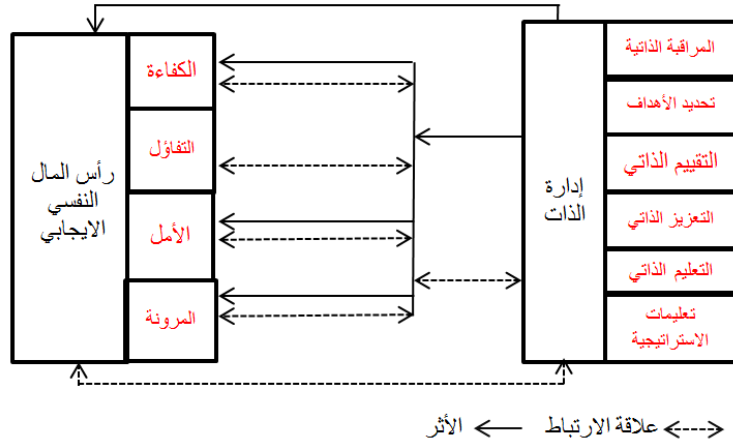 المراقبة الذاتية
تحديد الأهداف
التقييم الذاتي
التعزيز الذاتي
التعليم الذاتي
تعليمات
الاستراتيجية
إدارة
الذات
الكفاءة
التفاؤل
الأمل
المرونة
رأس المال
النفسي
الايجابي
علاقة الارتباط
الأثر